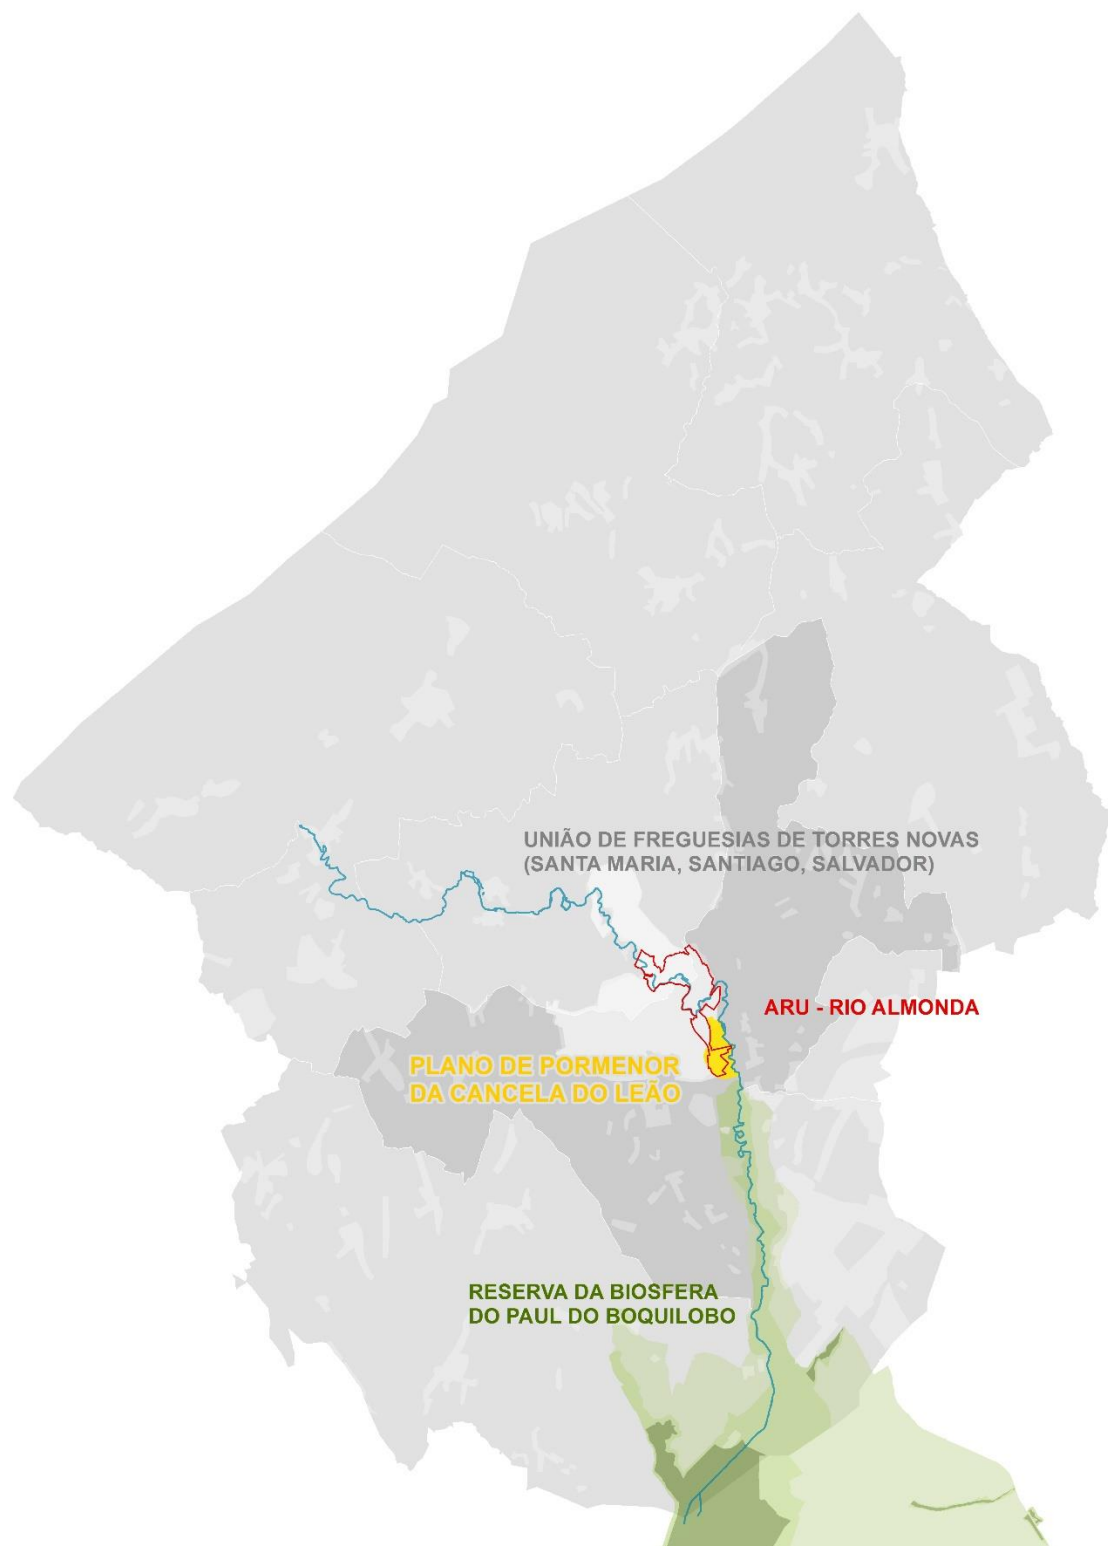 UNIÃO DE FREGUESIAS DE TORRES NOVAS
(SANTA MARIA, SANTIAGO, SALVADOR)
ARU - RIO ALMONDA
PLANO DE PORMENOR
DA CANCELA DO LEÃO
RESERVA DA BIOSFERA
DO PAUL DO BOQUILOBO